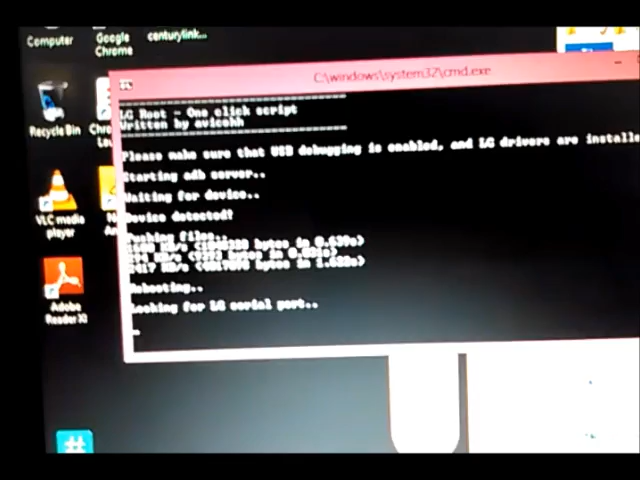 Computer
Google
Chrome
centurylink...
C:\windows\system32\cmd.exe
LG Root - One click script
Written by avicohh
Recycle Bin
Please make sure that USB debugging is enabled, and LG drivers are installe
Starting adb server..
Waiting for device..
Device detected!
VLC media
player
Pushing files..
Rebooting..
Looking for LG serial port..
Adobe
Reader XI
#